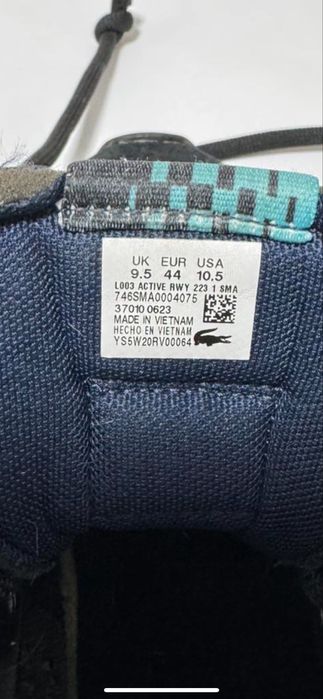 UK EUR USA
9.5 44 10.5
L003 ACTIVE RWY 223 1 SMA
746SMA0004075
37010 0623
MADE IN VIETNAM
HECHO EN VIETNAM
YS5W20RV00064